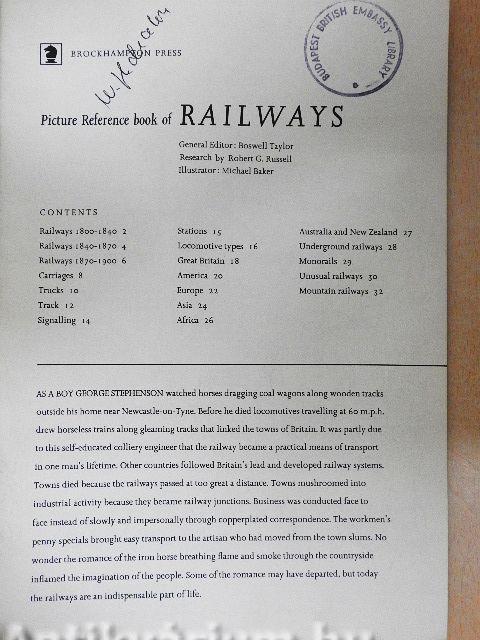 BROCKHAMPTON PRESS
BUDAPEST BRITISH EMBASSY LIBRARY
Picture Reference book of RAILWAYS
General Editor: Boswell Taylor
Research by Robert G. Russell
Illustrator: Michael Baker
CONTENTS
Railways 1800-1840 2
Railways 1840-1870 4
Railways 1870-1900 6
Carriages 8
Trucks 10
Track 12
Signalling 14
Stations 15
Locomotive types 16
Great Britain 18
America 20
Europe 22
Asia 24
Africa 26
Australia and New Zealand 27
Underground railways 28
Monorails 29
Unusual railways 30
Mountain railways 32
AS A BOY GEORGE STEPHENSON watched horses dragging coal wagons along wooden tracks
outside his home near Newcastle-on-Tyne. Before he died locomotives travelling at 60 m.p.h.
drew horseless trains along gleaming tracks that linked the towns of Britain. It was partly due
to this self-educated colliery engineer that the railway became a practical means of transport
in one man's lifetime. Other countries followed Britain's lead and developed railway systems.
Towns died because the railways passed at too great a distance. Towns mushroomed into
industrial activity because they became railway junctions. Business was conducted face to
face instead of slowly and impersonally through copperplated correspondence. The workmen's
penny specials brought easy transport to the artisan who had moved from the town slums. No
wonder the romance of the iron horse breathing flame and smoke through the countryside
inflamed the imagination of the people. Some of the romance may have departed, but today
the railways are an indispensable part of life.